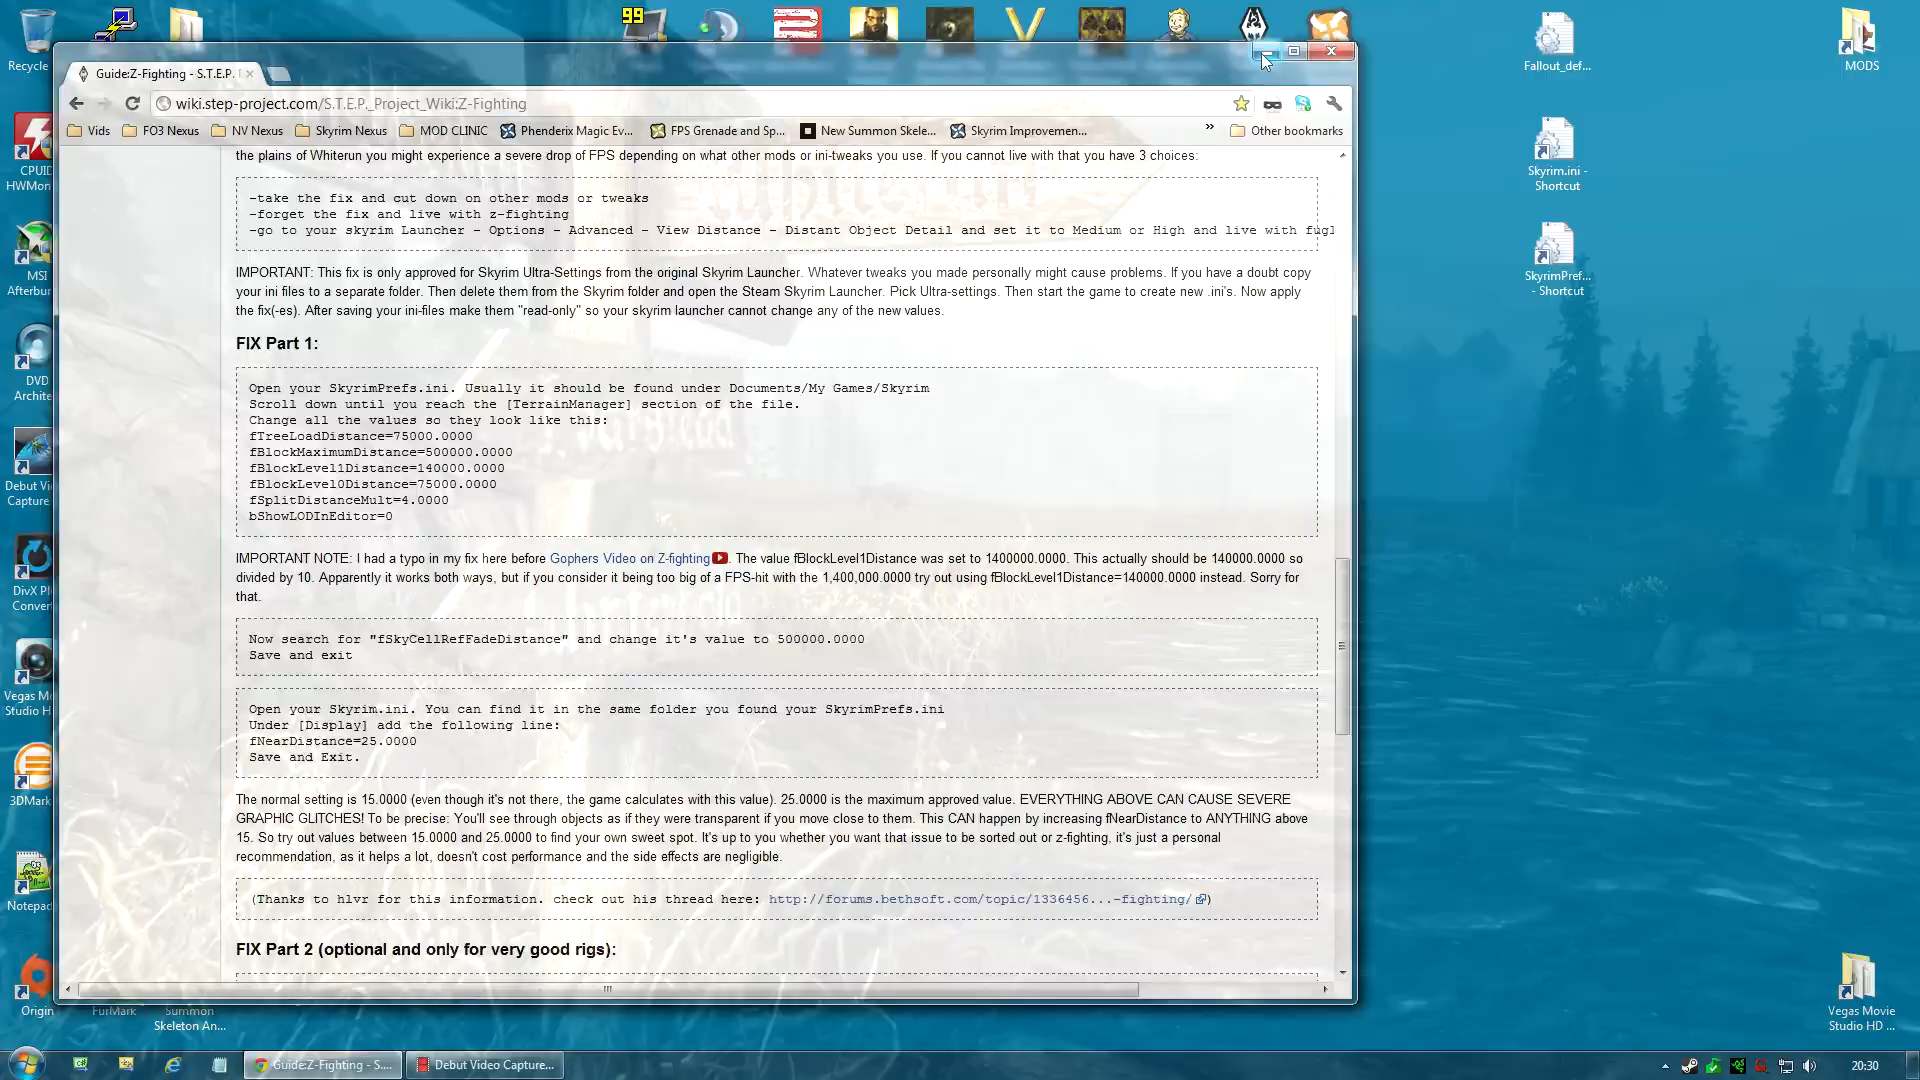 99
Recycle
Fallout_def...
MODS
Guide:Z-Fighting - S.T.E.P.
wiki.step-project.com/S.T.E.P._Project_Wiki:Z-Fighting
Vids
FO3 Nexus
NV Nexus
Skyrim Nexus
MOD CLINIC
Phenderix Magic Ev...
FPS Grenade and Sp...
New Summon Skele...
Skyrim Improvemen...
»
Other bookmarks
CPUID
HWMon
Skyrim.ini -
Shortcut
SkyrimPref...
- Shortcut
MSI
Afterbur
DVD
Archite
Debut Vid
Capture
DivX Pl
Conver
Vegas Mo
Studio H
3DMark
Notepad
Origin
FurMark
Summon
Skeleton An...
Vegas Movie
Studio HD ...
the plains of Whiterun you might experience a severe drop of FPS depending on what other mods or ini-tweaks you use. If you cannot live with that you have 3 choices:
-take the fix and cut down on other mods or tweaks
-forget the fix and live with z-fighting
-go to your skyrim Launcher - Options - Advanced - View Distance - Distant Object Detail and set it to Medium or High and live with fugl
IMPORTANT: This fix is only approved for Skyrim Ultra-Settings from the original Skyrim Launcher. Whatever tweaks you made personally might cause problems. If you have a doubt copy
your ini files to a separate folder. Then delete them from the Skyrim folder and open the Steam Skyrim Launcher. Pick Ultra-settings. Then start the game to create new .ini's. Now apply
the fix(-es). After saving your ini-files make them "read-only" so your skyrim launcher cannot change any of the new values.
FIX Part 1:
Open your SkyrimPrefs.ini. Usually it should be found under Documents/My Games/Skyrim
Scroll down until you reach the [TerrainManager] section of the file.
Change all the values so they look like this:
fTreeLoadDistance=75000.0000
fBlockMaximumDistance=500000.0000
fBlockLevel1Distance=140000.0000
fBlockLevel0Distance=75000.0000
fSplitDistanceMult=4.0000
bShowLODInEditor=0
IMPORTANT NOTE: I had a typo in my fix here before Gophers Video on Z-fighting. The value fBlockLevel1Distance was set to 1400000.0000. This actually should be 140000.0000 so
divided by 10. Apparently it works both ways, but if you consider it being too big of a FPS-hit with the 1,400,000.0000 try out using fBlockLevel1Distance=140000.0000 instead. Sorry for
that.
Now search for "fSkyCellRefFadeDistance" and change it's value to 500000.0000
Save and exit
Open your Skyrim.ini. You can find it in the same folder you found your SkyrimPrefs.ini
Under [Display] add the following line:
fNearDistance=25.0000
Save and Exit.
The normal setting is 15.0000 (even though it's not there, the game calculates with this value). 25.0000 is the maximum approved value. EVERYTHING ABOVE CAN CAUSE SEVERE
GRAPHIC GLITCHES! To be precise: You'll see through objects as if they were transparent if you move close to them. This CAN happen by increasing fNearDistance to ANYTHING above
15. So try out values between 15.0000 and 25.0000 to find your own sweet spot. It's up to you whether you want that issue to be sorted out or z-fighting, it's just a personal
recommendation, as it helps a lot, doesn't cost performance and the side effects are negligible.
(Thanks to hlvr for this information. check out his thread here: http://forums.bethsoft.com/topic/1336456...-fighting/)
FIX Part 2 (optional and only for very good rigs):
Guide:Z-Fighting - S....
Debut Video Capture...
20:30